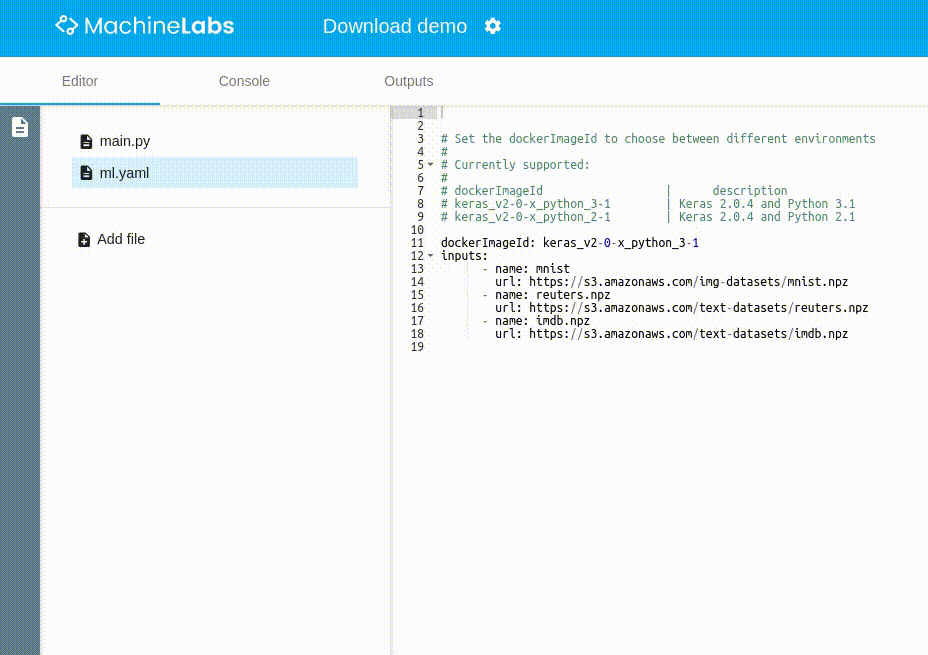 MachineLabs
Download demo
Editor Console Outputs
main.py
ml.yaml
Add file
1
2
3 # Set the dockerImageId to choose between different environments
4 #
5 # Currently supported:
6 #
7 # dockerImageId | description
8 # keras_v2-0-x_python_3-1 | Keras 2.0.4 and Python 3.1
9 # keras_v2-0-x_python_2-1 | Keras 2.0.4 and Python 2.1
10
11 dockerImageId: keras_v2-0-x_python_3-1
12 inputs:
13 - name: mnist
14 url: https://s3.amazonaws.com/img-datasets/mnist.npz
15 - name: reuters.npz
16 url: https://s3.amazonaws.com/text-datasets/reuters.npz
17 - name: imdb.npz
18 url: https://s3.amazonaws.com/text-datasets/imdb.npz
19